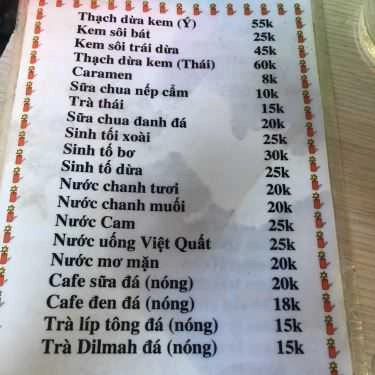 Thạch dừa kem (Ý) 55k
Kem sôi bát 25k
Kem sôi trái dừa 45k
Thạch dừa kem (Thái) 60k
Caramen 8k
Sữa chua nếp cẩm 10k
Trà thái 15k
Sữa chua đanh đá 20k
Sinh tối xoài 25k
Sinh tố bơ 30k
Sinh tố dừa 25k
Nước chanh tươi 20k
Nước chanh muối 20k
Nước Cam 25k
Nước uống Việt Quất 25k
Nước mơ mặn 20k
Cafe sữa đá (nóng) 20k
Cafe đen đá (nóng) 18k
Trà líp tông đá (nóng) 15k
Trà Dilmah đá (nóng) 15k